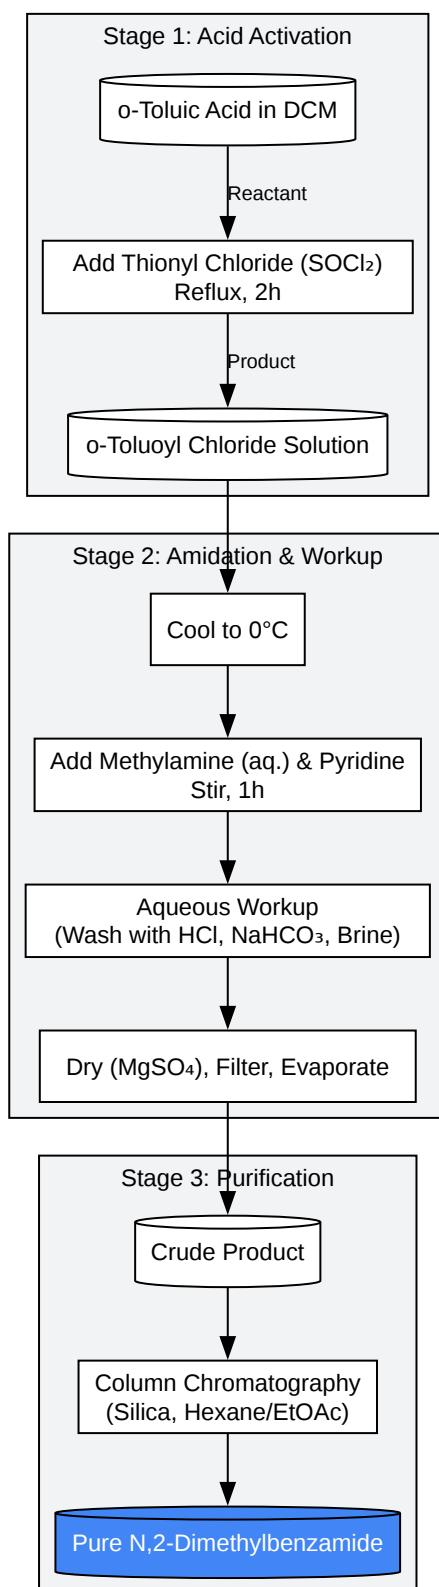 Stage 1: Acid Activation
o-Toluic Acid in DCM
Reactant
Add Thionyl Chloride (SOCl₂)
Reflux, 2h
Product
o-Toluoyl Chloride Solution
Stage 2: Amidation & Workup
Cool to 0°C
Add Methylamine (aq.) & Pyridine
Stir, 1h
Aqueous Workup
(Wash with HCl, NaHCO₃, Brine)
Dry (MgSO₄), Filter, Evaporate
Stage 3: Purification
Crude Product
Column Chromatography
(Silica, Hexane/EtOAc)
Pure N,2-Dimethylbenzamide